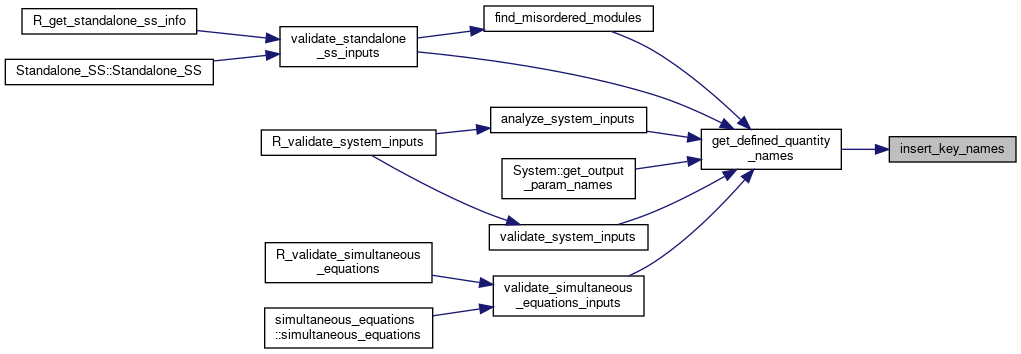 R_get_standalone_ss_info
Standalone_SS::Standalone_SS
validate_standalone
_ss_inputs
find_misordered_modules
R_validate_system_inputs
analyze_system_inputs
System::get_output
_param_names
validate_system_inputs
get_defined_quantity
_names
insert_key_names
R_validate_simultaneous
_equations
simultaneous_equations
::simultaneous_equations
validate_simultaneous
_equations_inputs